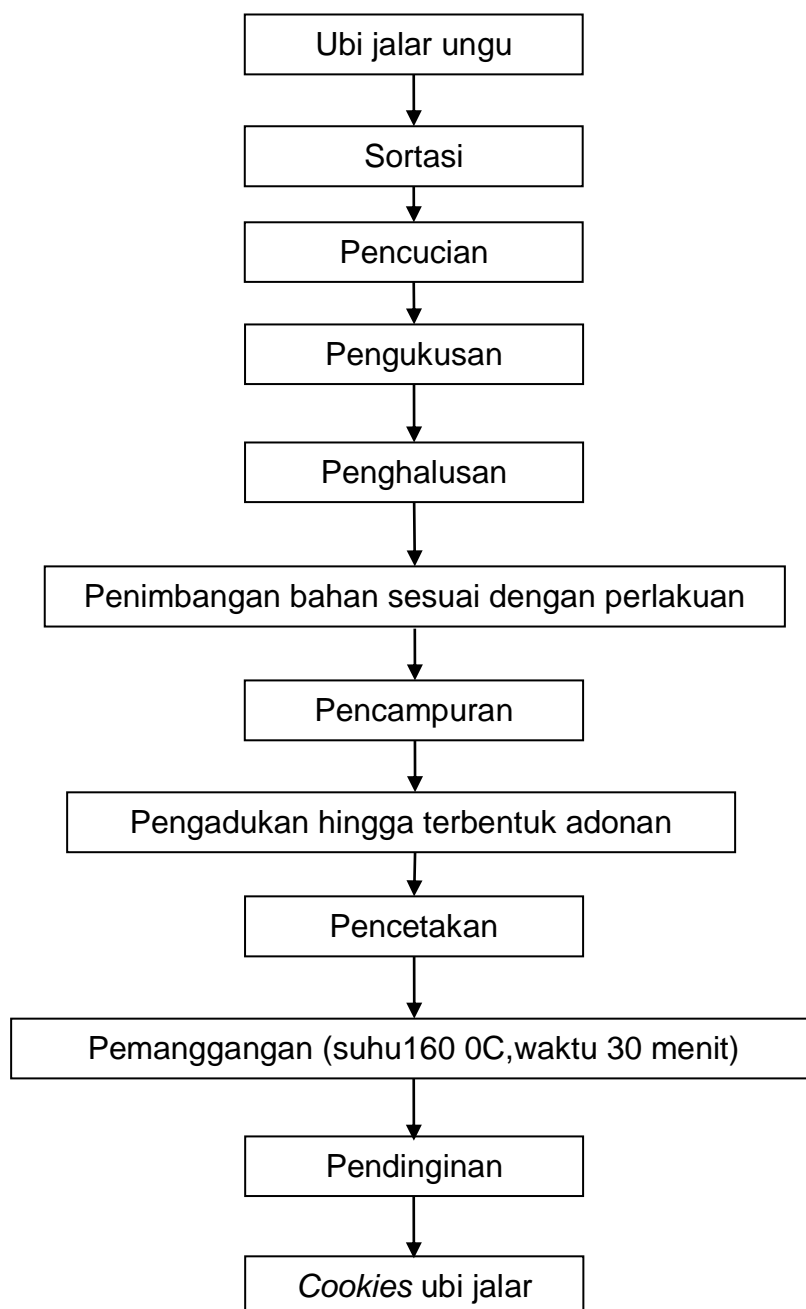 Ubi jalar ungu
Sortasi
Pencucian
Pengukusan
Penghalusan
Penimbangan bahan sesuai dengan perlakuan
Pencampuran
Pengadukan hingga terbentuk adonan
Pencetakan
Pemanggangan (suhu160 0C,waktu 30 menit)
Pendinginan
Cookies ubi jalar